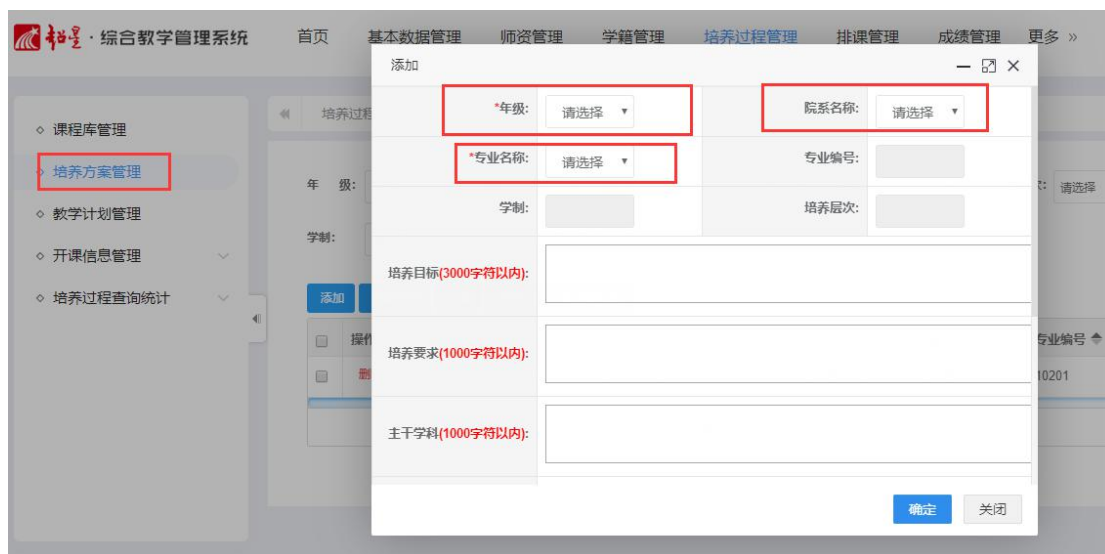 超星·综合教学管理系统 首页 基本数据管理 师资管理 学籍管理 培养过程管理 排课管理 成绩管理 更多 »
添加
课程库管理
培养方案管理
教学计划管理
开课信息管理
培养过程查询统计
培养过程
年 级:
学制:
添加
操作
*年级: 请选择 院系名称: 请选择
*专业名称: 请选择 专业编号:
学制: 培养层次:
培养目标(3000字符以内):
培养要求(1000字符以内):
主干学科(1000字符以内):
确定 关闭
请选择
专业编号
10201